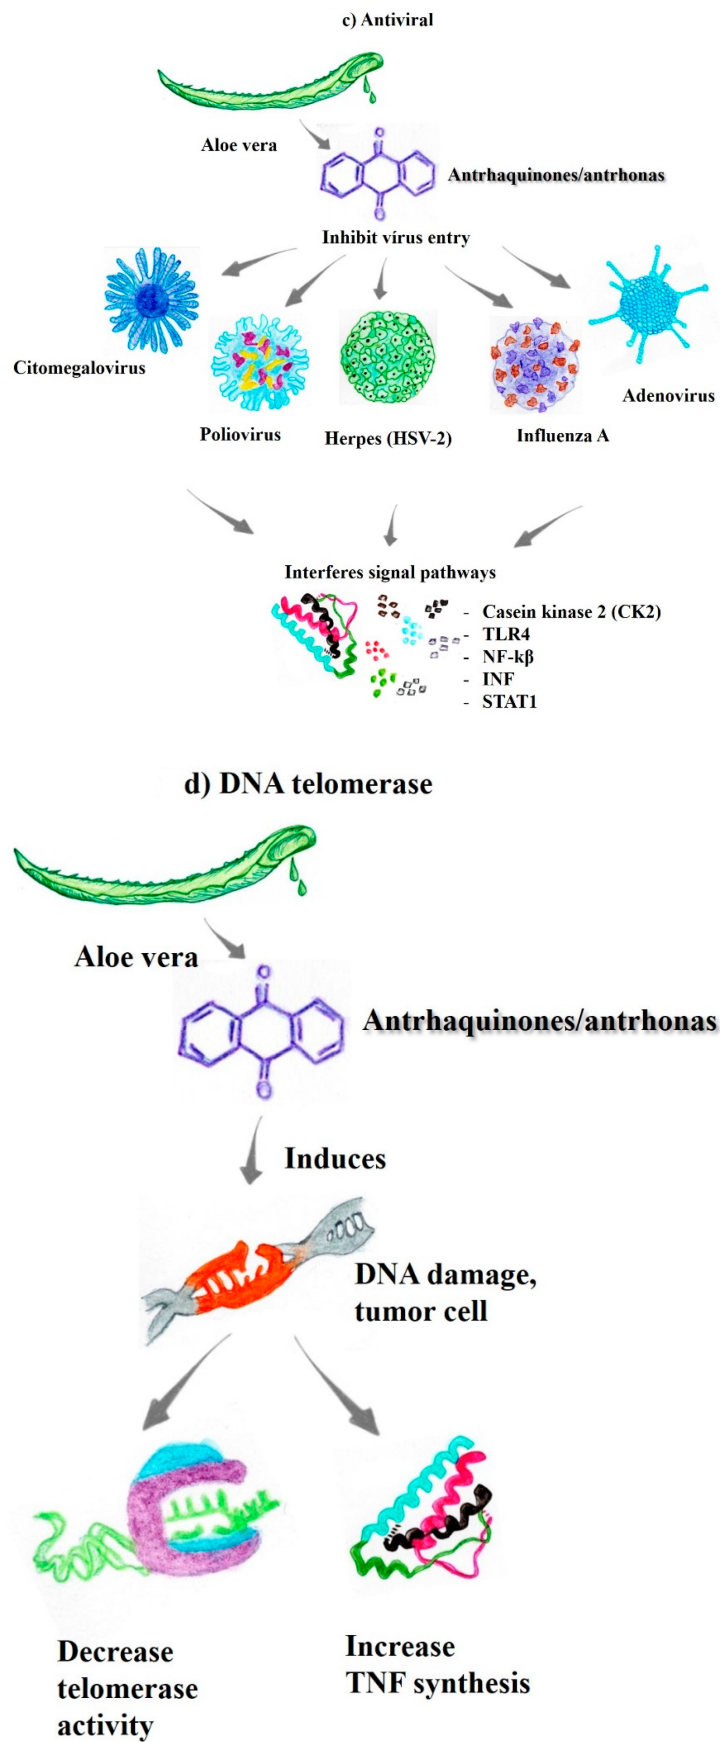 c) Antiviral
Aloe vera
O
Antrhaquinones/antrhonas
O
Inhibit vírus entry
Citomegalovirus
Poliovirus
Herpes (HSV-2)
Influenza A
Adenovirus
Interferes signal pathways
- Casein kinase 2 (CK2)
- TLR4
- NF-kβ
- INF
- STAT1
d) DNA telomerase
Aloe vera
O
Antrhaquinones/antrhonas
O
Induces
DNA damage,
tumor cell
Decrease
telomerase
activity
Increase
TNF synthesis